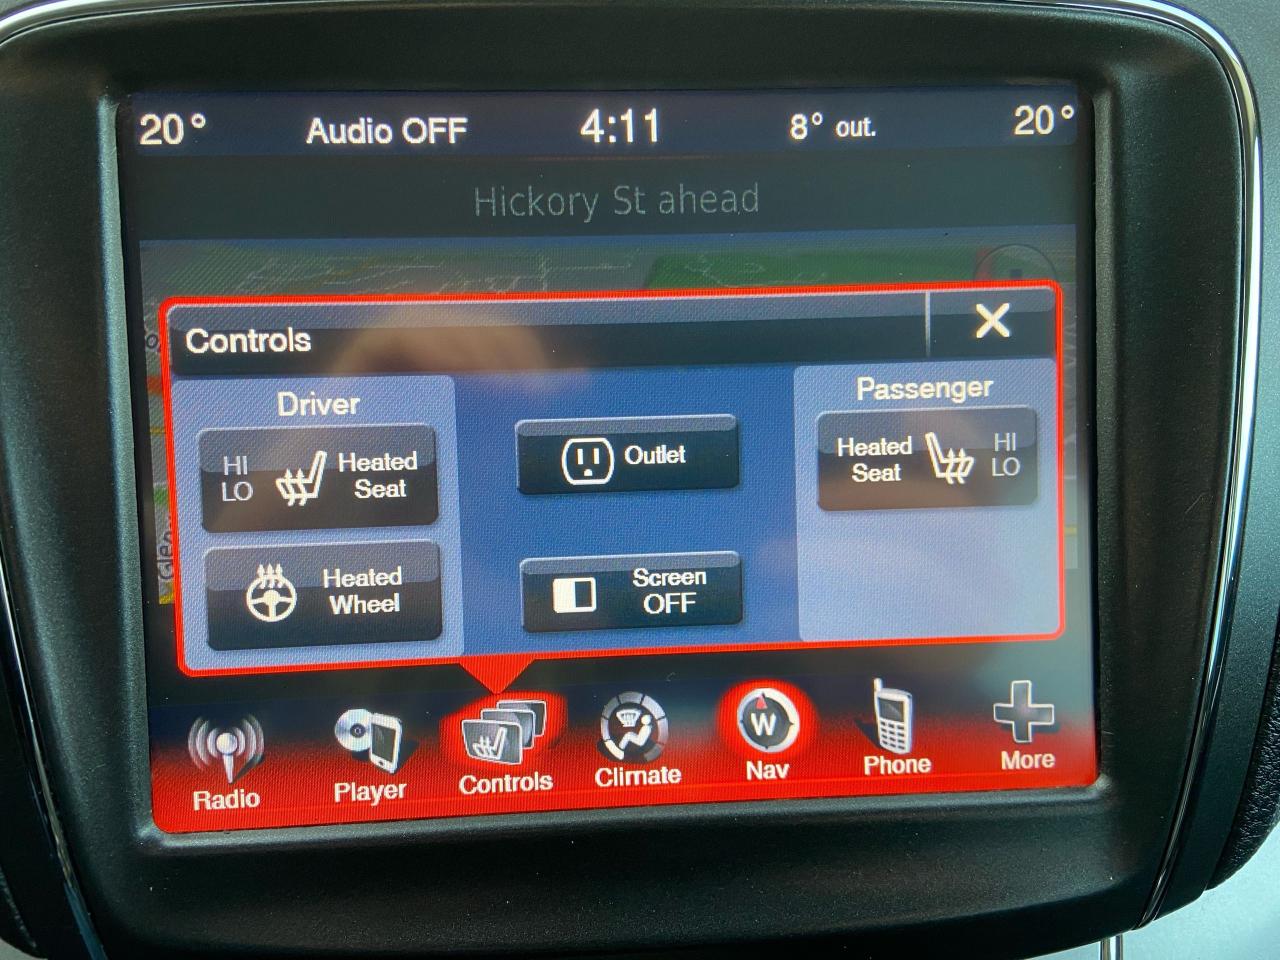 20° Audio OFF 4:11 8° out. 20°
Hickory St ahead
Controls X
Driver
HI
LO
Heated
Seat
Heated
Wheel
Outlet
Screen
OFF
Passenger
Heated
Seat
HI
LO
Radio Player Controls Climate W Nav Phone More